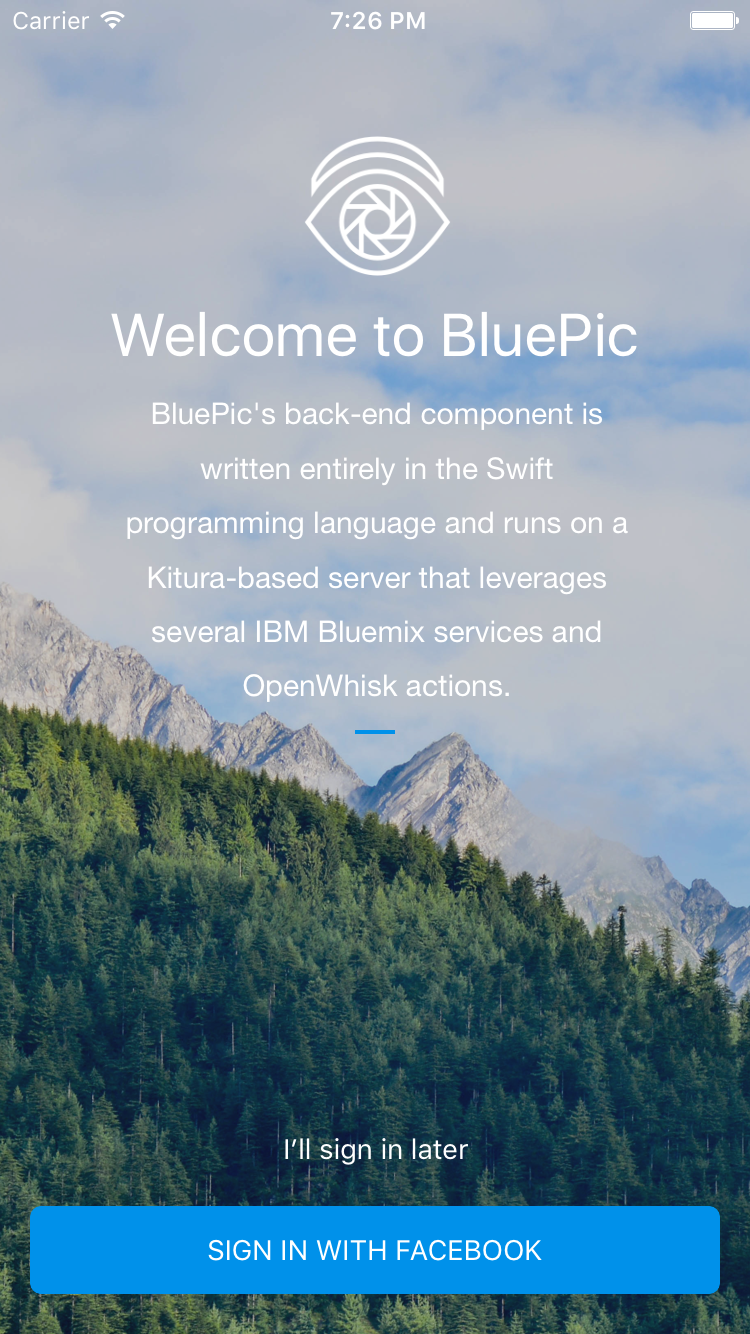 Carrier 7:26 PM
Welcome to BluePic
BluePic's back-end component is
written entirely in the Swift
programming language and runs on a
Kitura-based server that leverages
several IBM Bluemix services and
OpenWhisk actions.
I’ll sign in later
SIGN IN WITH FACEBOOK